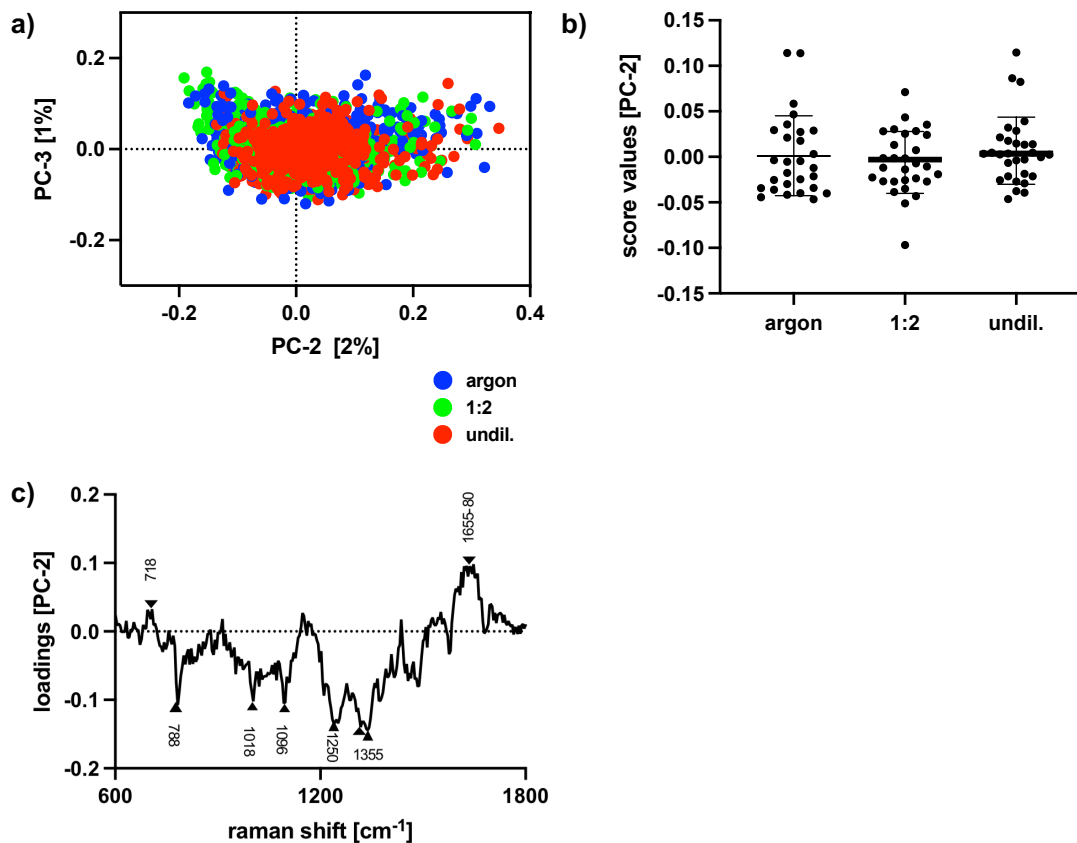 a)
0.2
0.0
-0.2
PC-3 [1%]
-0.2
0.0
0.2
0.4
PC-2 [2%]
argon
1:2
undil.
b)
0.15
0.10
0.05
0.00
-0.05
-0.10
-0.15
score values [PC-2]
argon
1:2
undil.
c)
0.2
0.1
0.0
-0.1
-0.2
loadings [PC-2]
718
788
1018
1096
1250
1355
1655-80
600
1200
1800
raman shift [cm⁻¹]